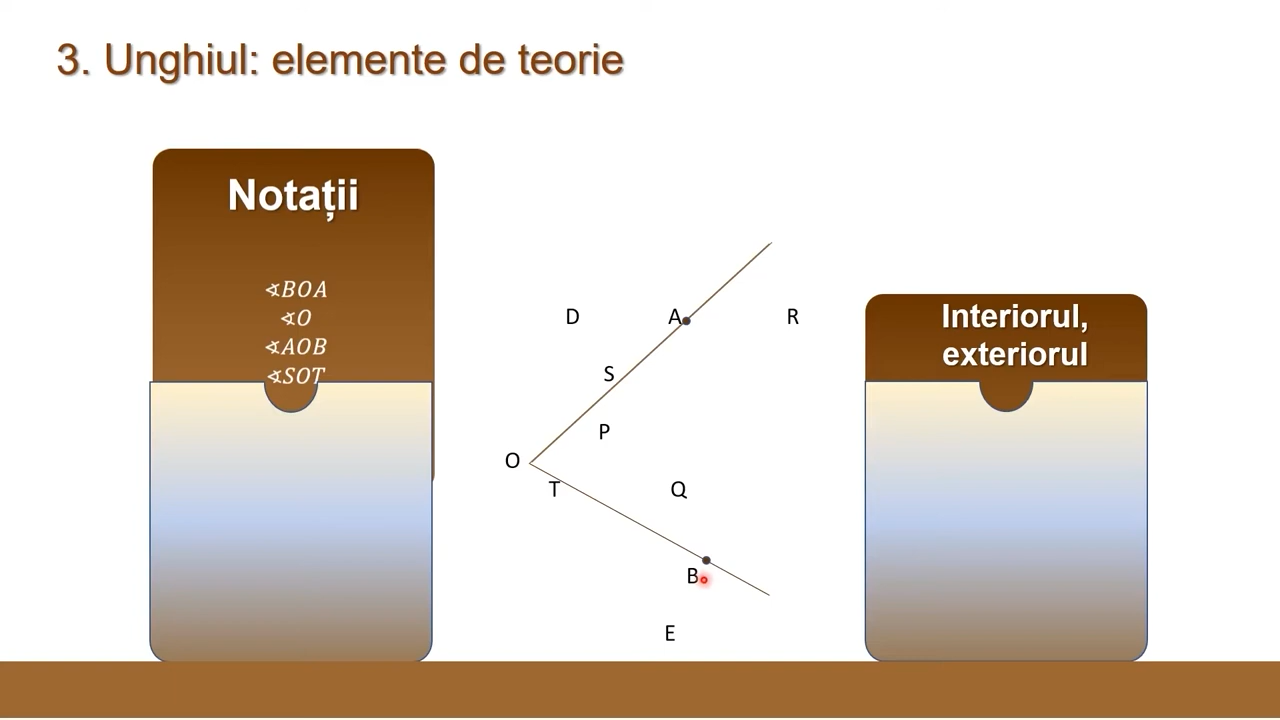 3. Unghiul: elemente de teorie
Notații
∢BOA
∢O
∢AOB
∢SOT
D
A
R
S
P
O
T
Q
B
E
Interiorul,
exteriorul